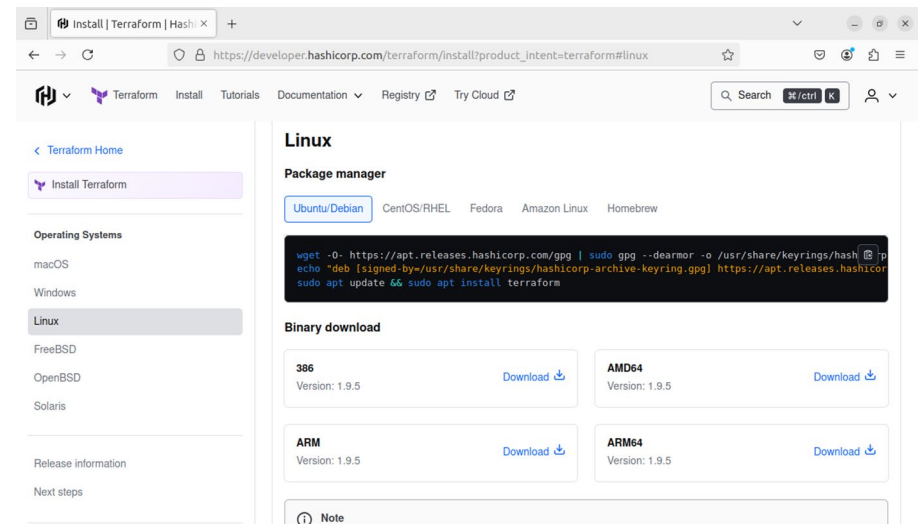 Install | Terraform | Hashi
https://developer.hashicorp.com/terraform/install?product_intent=terraform#linux
Terraform Install Tutorials Documentation Registry Try Cloud Search ⌘/ctrl K
Terraform Home
Install Terraform
Operating Systems
macOS
Windows
Linux
FreeBSD
OpenBSD
Solaris
Release information
Next steps
Linux
Package manager
Ubuntu/Debian CentOS/RHEL Fedora Amazon Linux Homebrew
wget -O- https://apt.releases.hashicorp.com/gpg | sudo gpg --dearmor -o /usr/share/keyrings/hash
echo "deb [signed-by=/usr/share/keyrings/hashicorp-archive-keyring.gpg] https://apt.releases.hashicor
sudo apt update && sudo apt install terraform
Binary download
386
Version: 1.9.5
Download
AMD64
Version: 1.9.5
Download
ARM
Version: 1.9.5
Download
ARM64
Version: 1.9.5
Download
Note